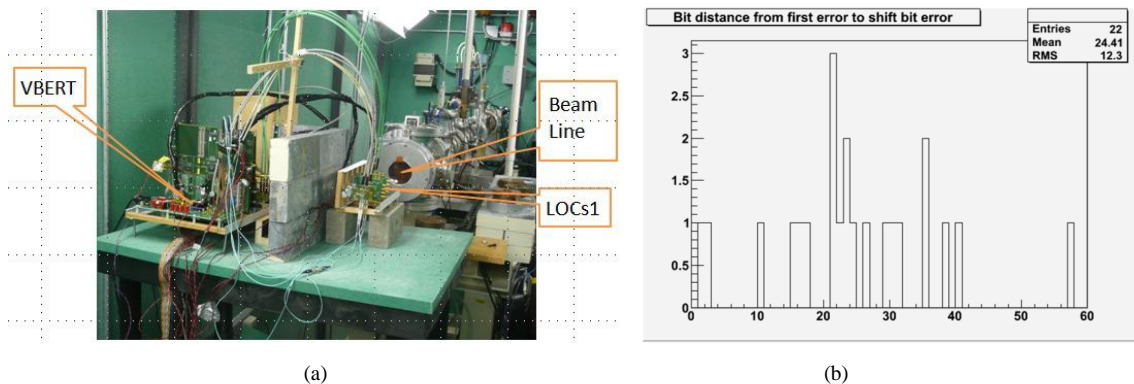 VBERT
Beam
Line
LOCs1
(a)
Bit distance from first error to shift bit error
Entries 22
Mean 24.41
RMS 12.3
3
2.5
2
1.5
1
0.5
0
0 10 20 30 40 50 60
(b)